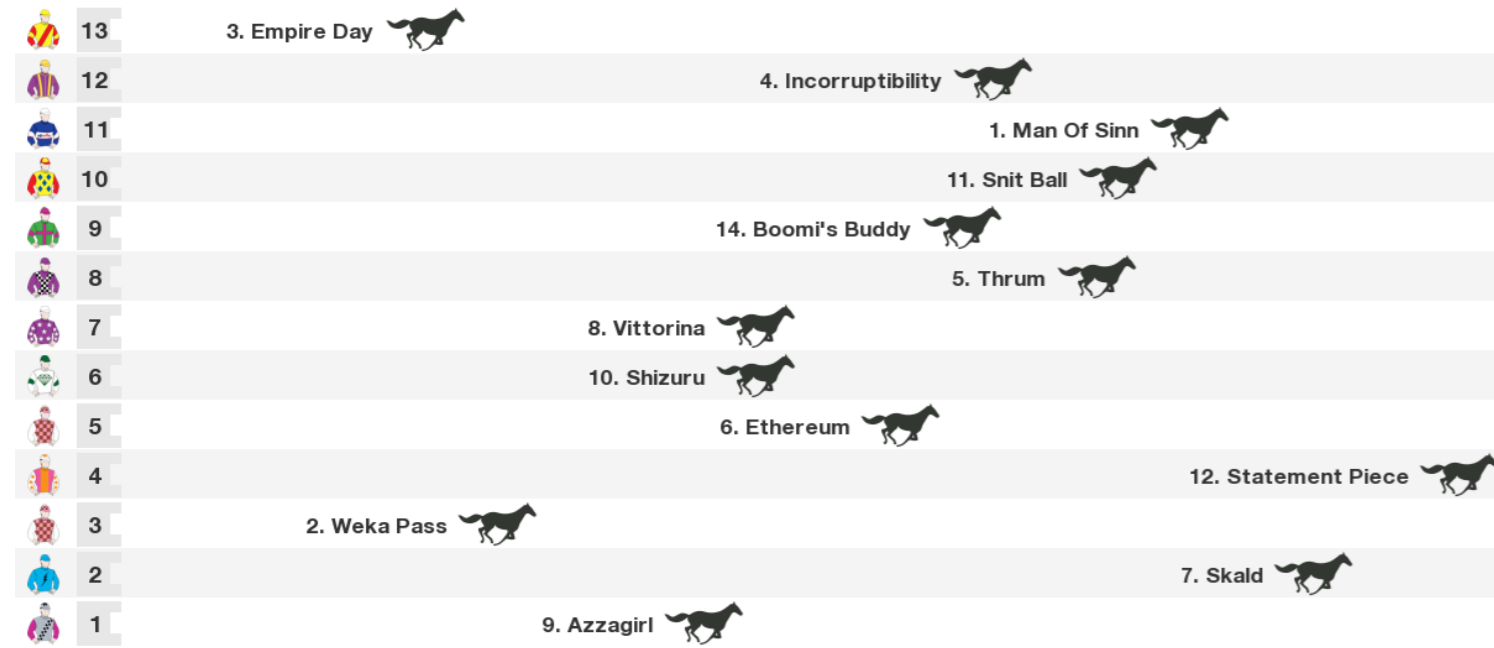 13 3. Empire Day
12 4. Incorruptibility
11 1. Man Of Sinn
10 11. Snit Ball
9 14. Boomi's Buddy
8 5. Thrum
7 8. Vittorina
6 10. Shizuru
5 6. Ethereum
4 12. Statement Piece
3 2. Weka Pass
2 7. Skald
1 9. Azzagirl